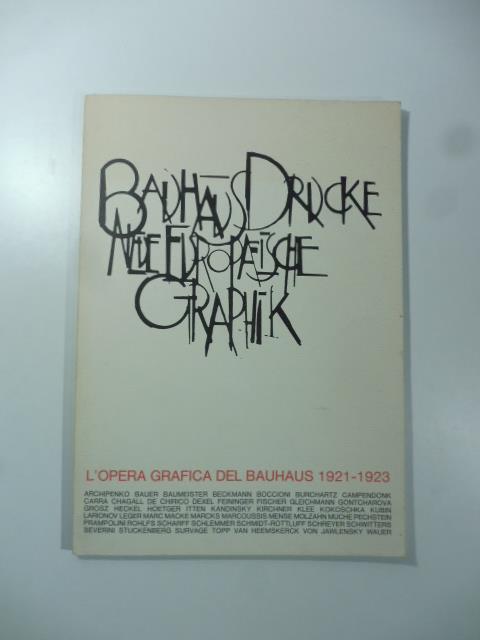 BAUHAUS DRUCKE
NEUE EUROPÆISCHE
GRAPHIK
L'OPERA GRAFICA DEL BAUHAUS 1921-1923
ARCHIPENKO BAUER BAUMEISTER BECKMANN BOCCIONI BURCHARTZ CAMPENDONK
CARRA CHAGALL DE CHIRICO DEXEL FEININGER FISCHER GLEICHMANN GONTCHAROVA
GROSZ HECKEL HOETGER ITTEN KANDINSKY KIRCHNER KLEE KOKOSCHKA KUBIN
LARIONOV LEGER MARC MACKE MARCKS MARCOUSSIS MENSE MOLZAHN MUCHE PECHSTEIN
PRAMPOLINI ROHLFS SCHARFF SCHLEMMER SCHMIDT-ROTTLUFF SCHREYER SCHWITTERS
SEVERINI STUCKENBERG SURVAGE TOPP VAN HEEMSKERCK VON JAWLENSKY WAUER